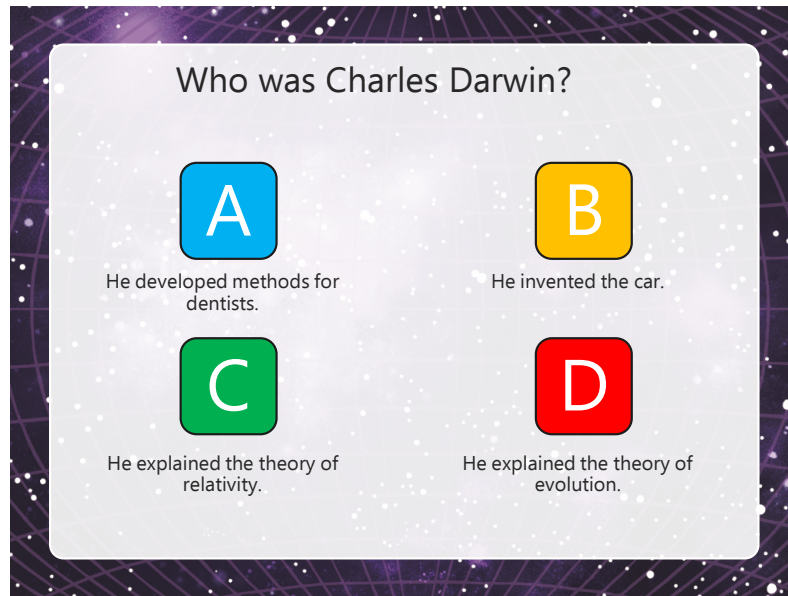 Who was Charles Darwin?
A
He developed methods for
dentists.
B
He invented the car.
C
He explained the theory of
relativity.
D
He explained the theory of
evolution.